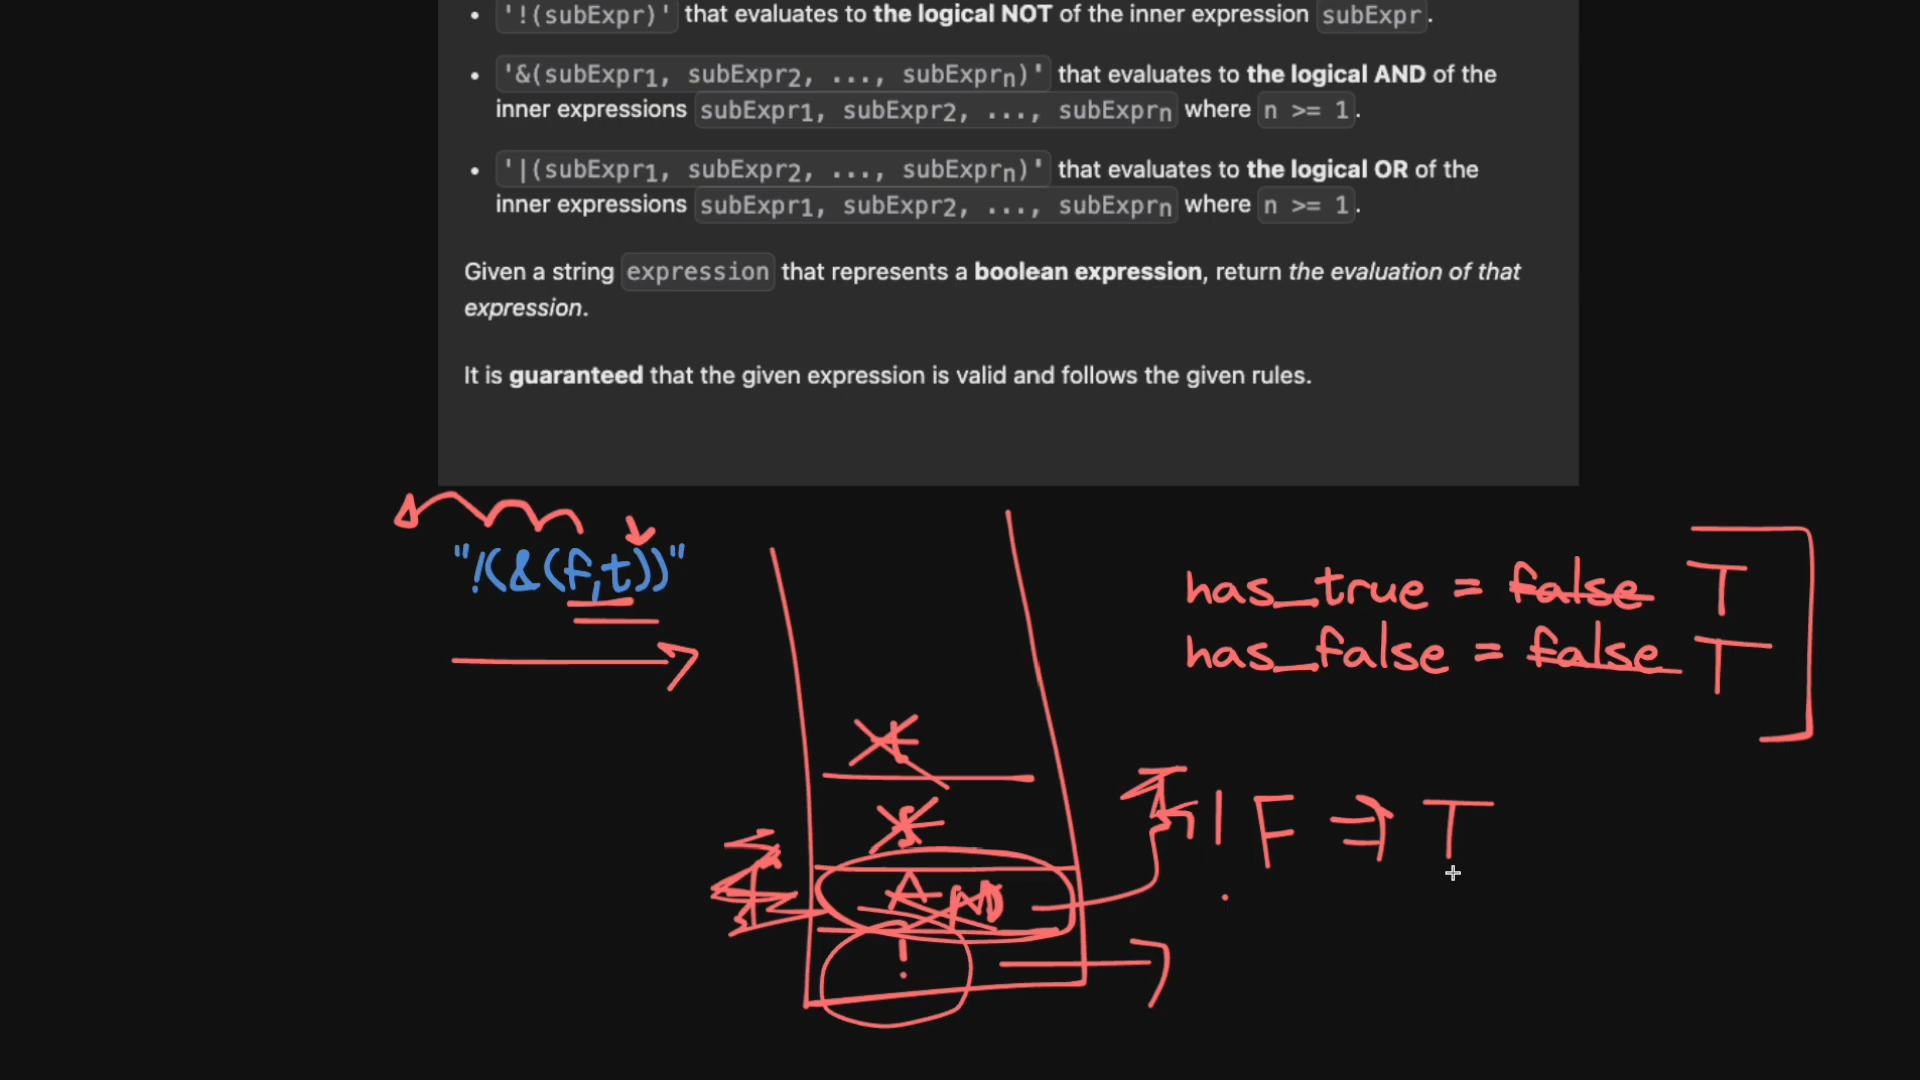 '!(subExpr)' that evaluates to the logical NOT of the inner expression subExpr.
'&(subExpr1, subExpr2, ..., subExprn)' that evaluates to the logical AND of the
inner expressions subExpr1, subExpr2, ..., subExprn where n >= 1.
'|(subExpr1, subExpr2, ..., subExprn)' that evaluates to the logical OR of the
inner expressions subExpr1, subExpr2, ..., subExprn where n >= 1.
Given a string expression that represents a boolean expression, return the evaluation of that
expression.
It is guaranteed that the given expression is valid and follows the given rules.
"!(&(f,t))"
has_true = false T
has_false = false T
! F => T
AND
!